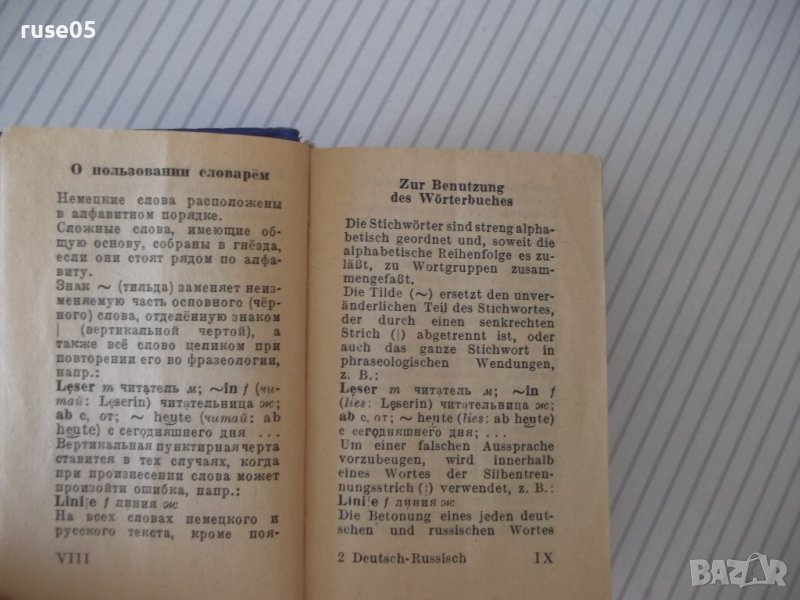 ruse05
О пользовании словарём
Немецкие слова расположены
в алфавитном порядке.
Сложные слова, имеющие об-
щую основу, собраны в гнёзда,
если они стоят рядом по алфа-
виту.
Знак ~ (тильда) заменяет неиз-
меняемую часть основного (чёр-
ного) слова, отделённую знаком
| (вертикальной чертой), а
также всё слово целиком при
повторении его во фразеологии,
напр.:
Lẹser m читатель м; ~in f (чи-
тай: Lẹserin) читательница ж;
ab с, от; ~ heute (читай: ab
heute) с сегодняшнего дня ...
Вертикальная пунктирная черта
ставится в тех случаях, когда
при произнесении слова может
произойти ошибка, напр.:
Lini¦e f линия ж
На всех словах немецкого и
русского текста, кроме поя-
VIII
Zur Benutzung
des Wörterbuches
Die Stichwörter sind streng alpha-
betisch geordnet und, soweit die
alphabetische Reihenfolge es zu-
läßt, zu Wortgruppen zusam-
mengefaßt.
Die Tilde (~) ersetzt den unver-
änderlichen Teil des Stichwortes,
der durch einen senkrechten
Strich (|) abgetrennt ist, oder
auch das ganze Stichwort in
phraseologischen Wendungen,
z. B.:
Lẹser m читатель м; ~in f
(lies: Lẹserin) читательница ж;
ab с, от; ~ heute (lies: ab heute)
с сегодняшнего дня; ...
Um einer falschen Aussprache
vorzubeugen, wird innerhalb
eines Wortes der Silbentren-
nungsstrich (¦) verwendet, z. B.:
Lini¦e f линия ж
Die Betonung eines jeden deut-
schen und russischen Wortes
2 Deutsch-Russisch IX
BAZAR
bg